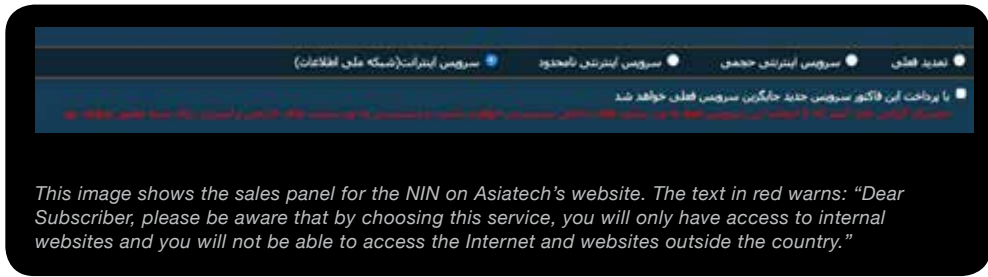 تمدید فعلی سرویس اینترنتی حجمی سرویس اینترنتی نامحدود سرویس اینترانت(شبکه ملی اطلاعات)
با پرداخت این فاکتور سرویس جدید جایگزین سرویس فعلی خواهد شد
This image shows the sales panel for the NIN on Asiatech's website. The text in red warns: “Dear
Subscriber, please be aware that by choosing this service, you will only have access to internal
websites and you will not be able to access the Internet and websites outside the country.”